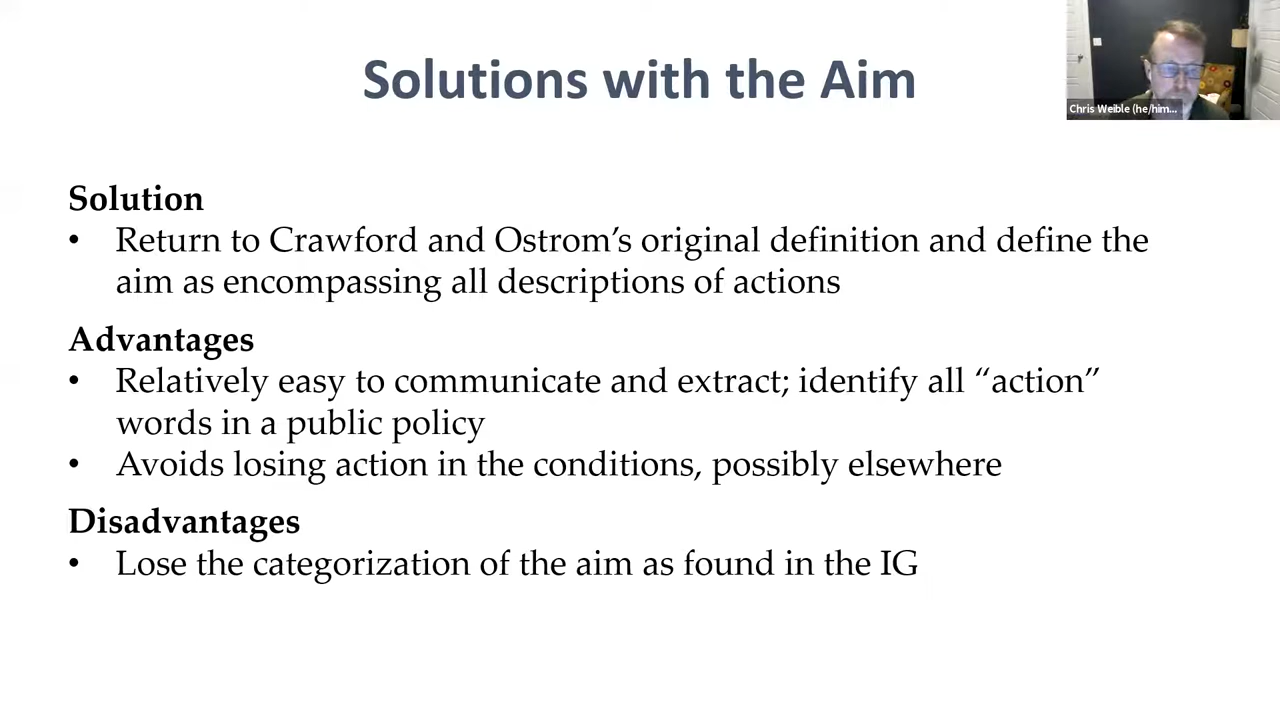 Solutions with the Aim
Chris Weible (he/him...
Solution
• Return to Crawford and Ostrom’s original definition and define the
aim as encompassing all descriptions of actions
Advantages
• Relatively easy to communicate and extract; identify all “action”
words in a public policy
• Avoids losing action in the conditions, possibly elsewhere
Disadvantages
• Lose the categorization of the aim as found in the IG